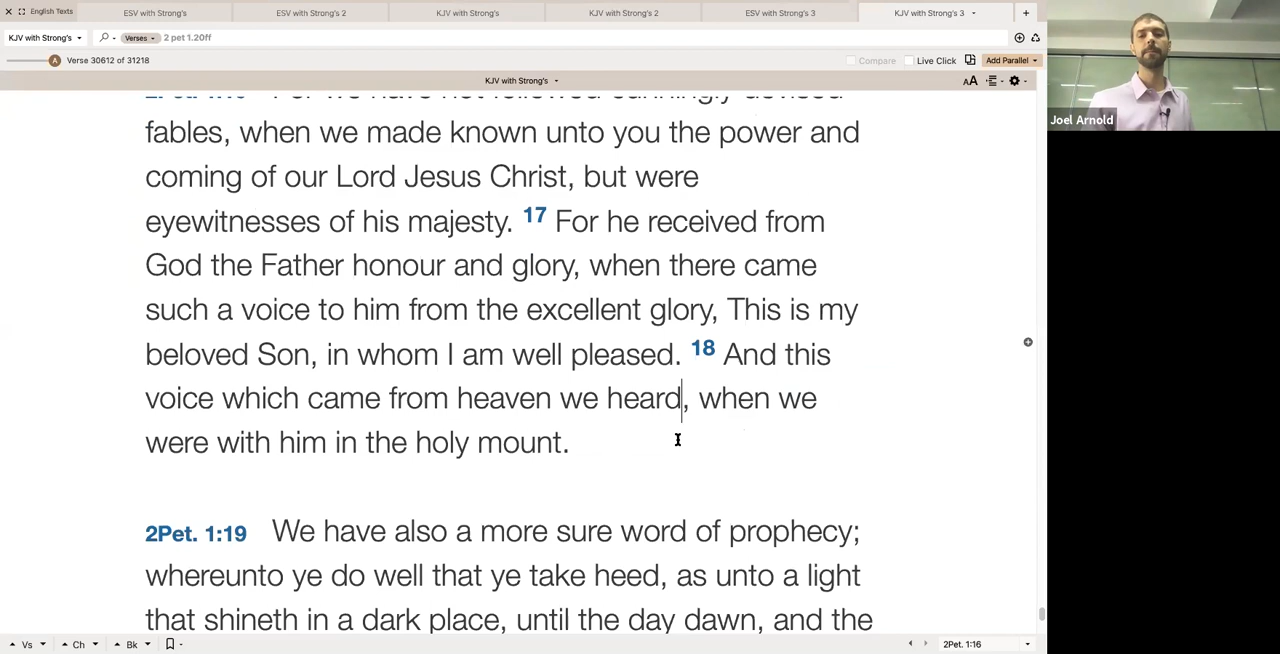 English Texts
ESV with Strong's
ESV with Strong's 2
KJV with Strong's
KJV with Strong's 2
ESV with Strong's 3
KJV with Strong's 3
KJV with Strong's
Verses
2 pet 1.20ff
A
Verse 30612 of 31218
Compare
Live Click
Add Parallel
KJV with Strong's
AA
For we have not followed cunningly devised
fables, when we made known unto you the power and
coming of our Lord Jesus Christ, but were
eyewitnesses of his majesty. 17 For he received from
God the Father honour and glory, when there came
such a voice to him from the excellent glory, This is my
beloved Son, in whom I am well pleased. 18 And this
voice which came from heaven we heard, when we
were with him in the holy mount.
2Pet. 1:19 We have also a more sure word of prophecy;
whereunto ye do well that ye take heed, as unto a light
that shineth in a dark place, until the day dawn, and the
Vs
Ch
Bk
2Pet. 1:16
Joel Arnold